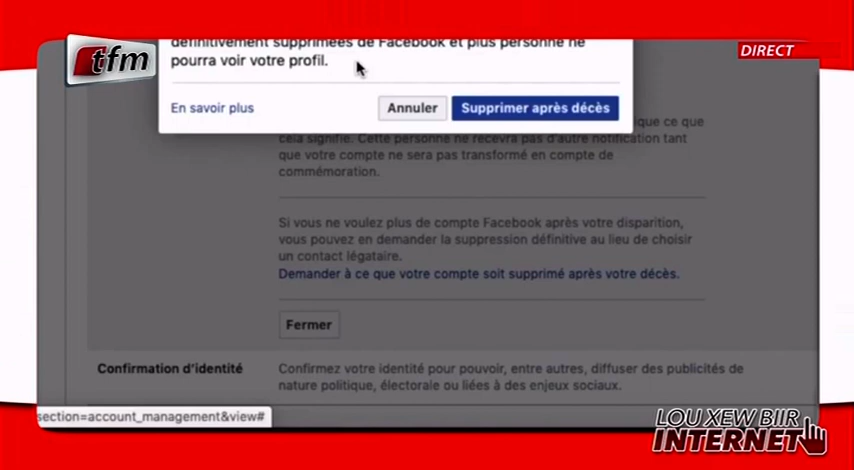 définitivement supprimées de Facebook et plus personne ne
pourra voir votre profil.
tfm
DIRECT
En savoir plus
Annuler
Supprimer après décès
que ce que
cela signifie. Cette personne ne recevra pas d'autre notification tant
que votre compte ne sera pas transformé en compte de
commémoration.
Si vous ne voulez plus de compte Facebook après votre disparition,
vous pouvez en demander la suppression définitive au lieu de choisir
un contact légataire.
Demander à ce que votre compte soit supprimé après votre décès.
Fermer
Confirmation d'identité
Confirmez votre identité pour pouvoir, entre autres, diffuser des publicités de
nature politique, électorale ou liées à des enjeux sociaux.
section=account_management&view#
LOU XEW BIIR
INTERNET